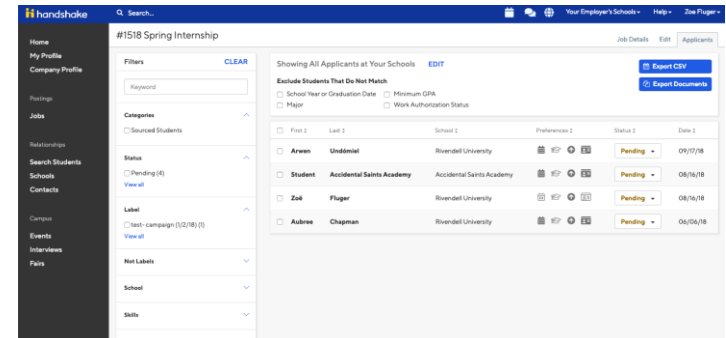 handshake
Search...
Your Employer's Schools
Help
Zoe Fluger
Home
My Profile
Company Profile
Postings
Jobs
Relationships
Search Students
Schools
Contacts
Campus
Events
Interviews
Fairs
#1518 Spring Internship
Job Details Edit Applicants
Filters CLEAR
Keyword
Categories
Sourced Students
Status
Pending (4)
View all
Label
test- campaign (1/2/18) (1)
View all
Not Labels
School
Skills
Showing All Applicants at Your Schools EDIT
Export CSV
Export Documents
Exclude Students That Do Not Match
School Year or Graduation Date Minimum GPA
Major Work Authorization Status
First Last School Preferences Status Date
Arwen Undómiel Rivendell University Pending 09/17/18
Student Accidental Saints Academy Accidental Saints Academy Pending 08/16/18
Zoë Fluger Rivendell University Pending 08/16/18
Aubree Chapman Rivendell University Pending 06/06/18